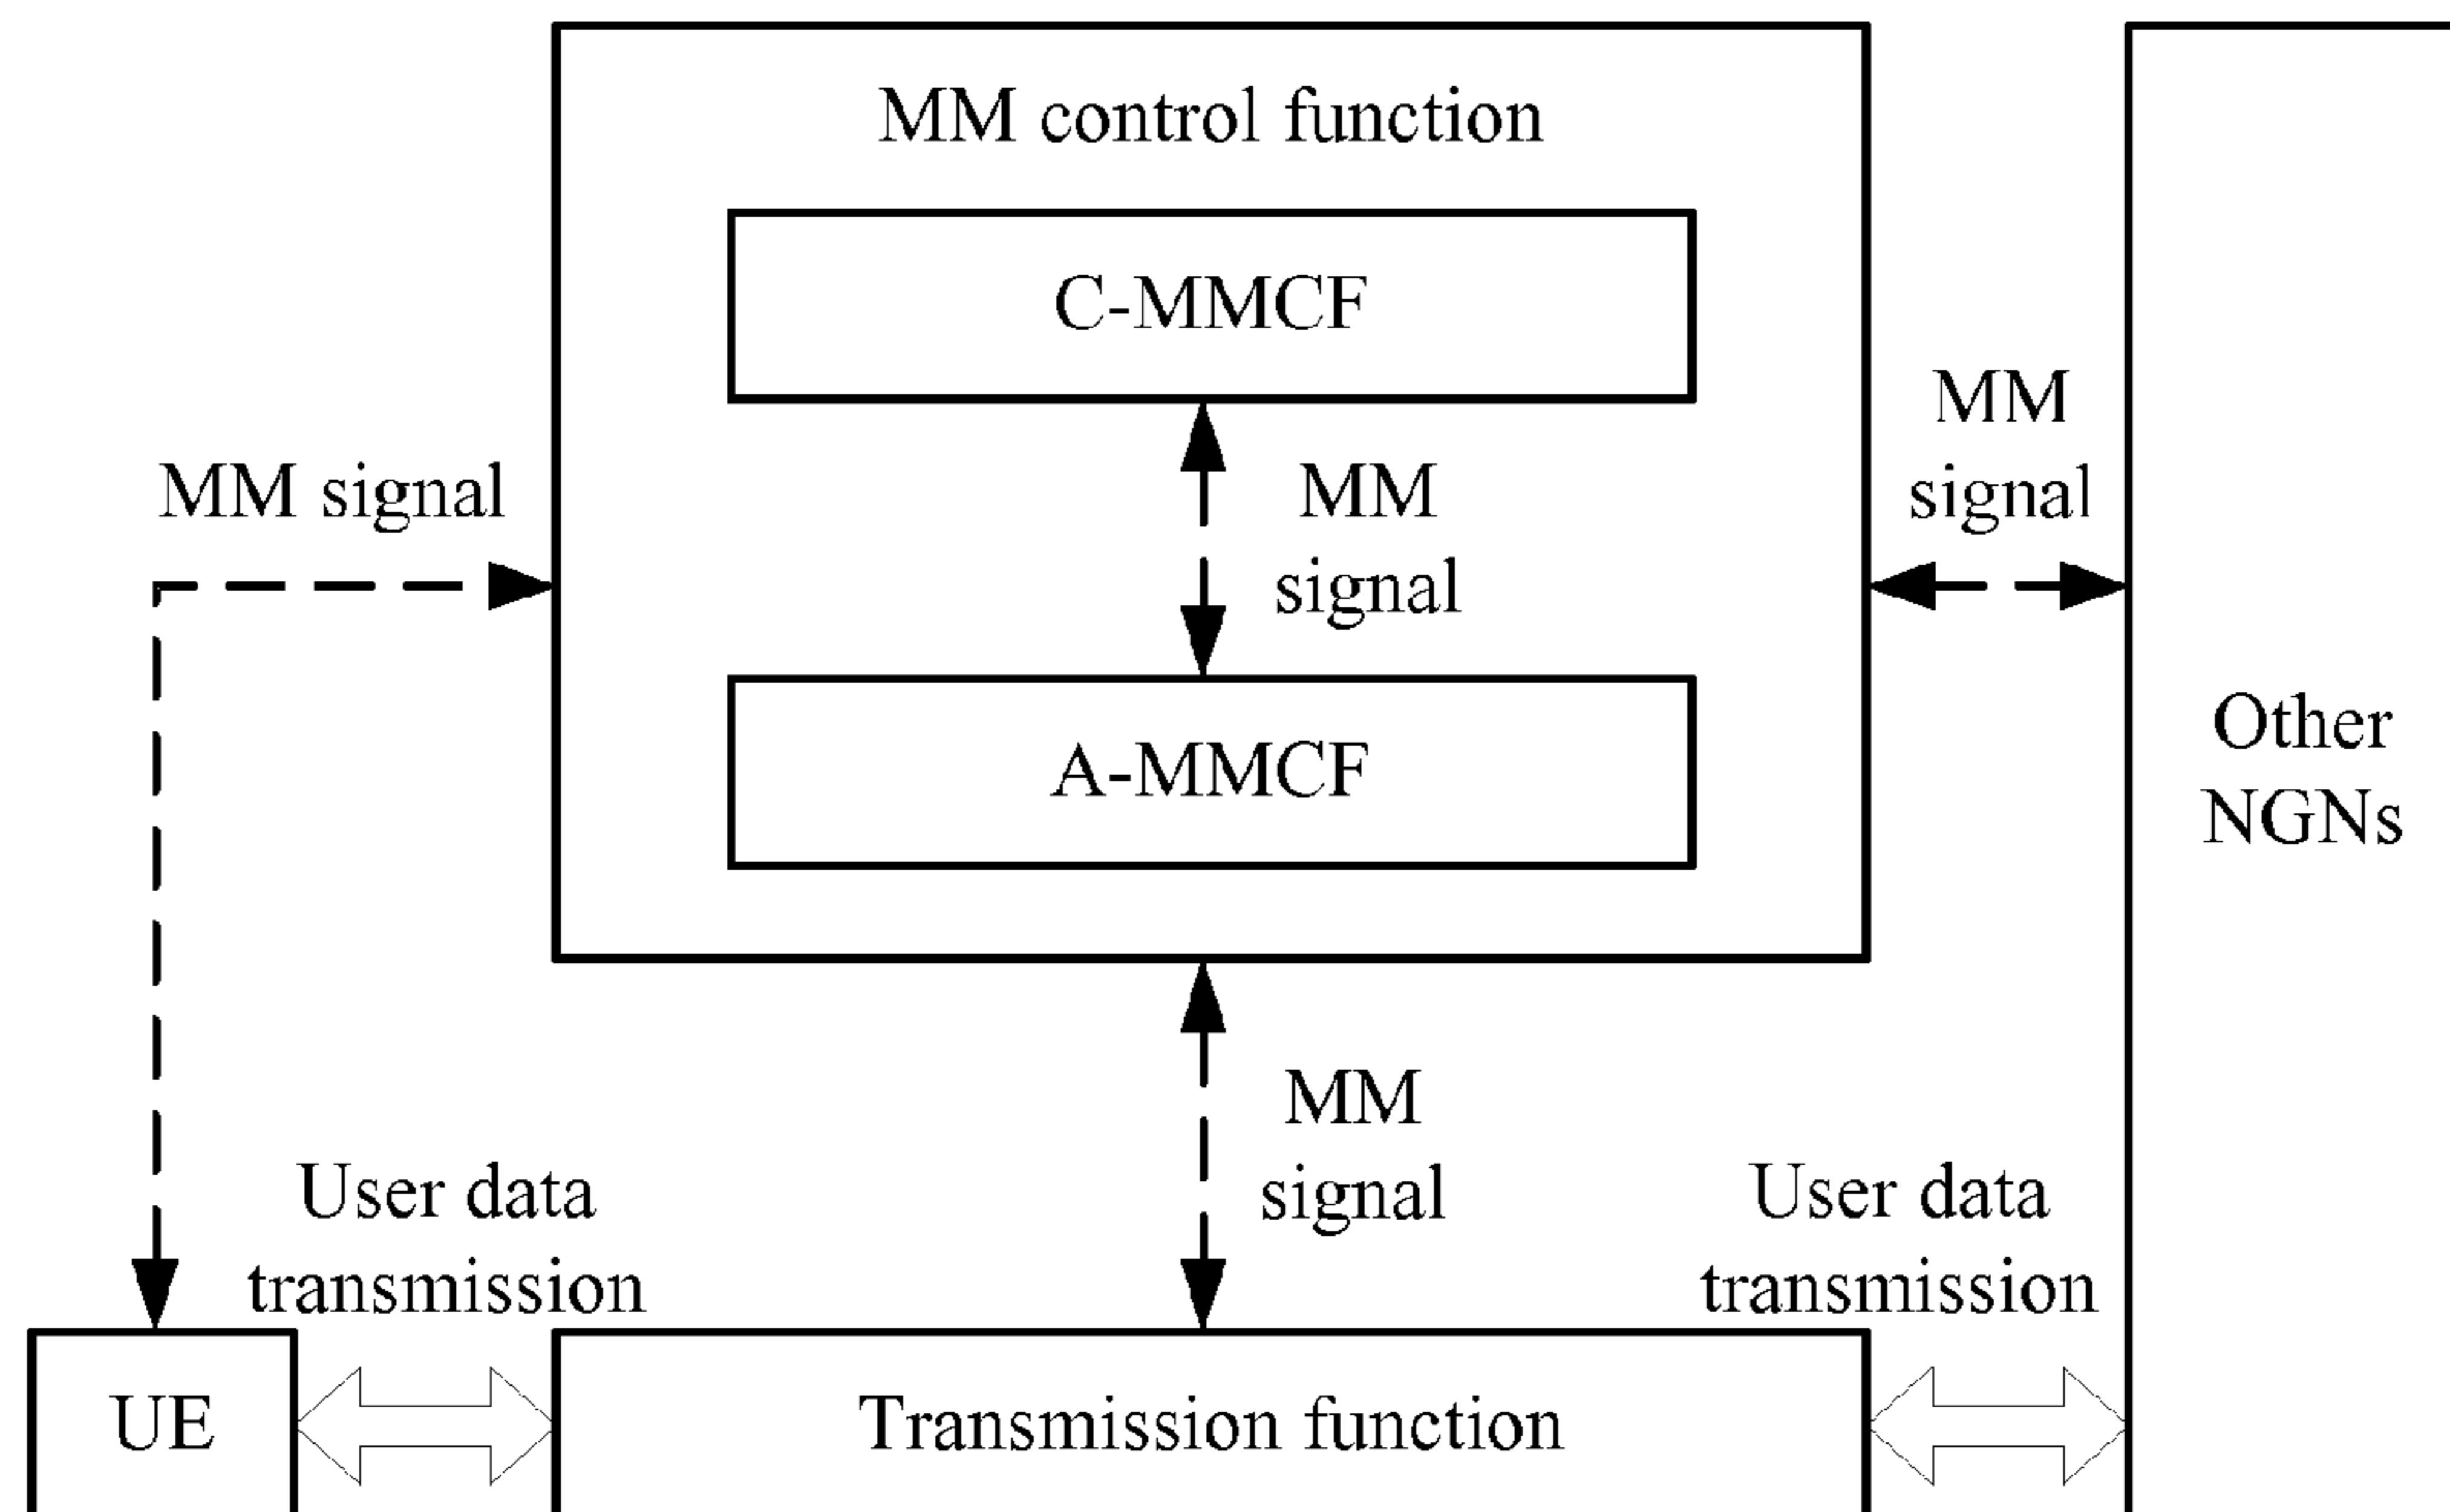 MM control function
C-MMCF
MM
signal
MM signal
MM
signal
A-MMCF
Other
NGNs
MM
signal
User data
transmission
User data
transmission
UE
Transmission function